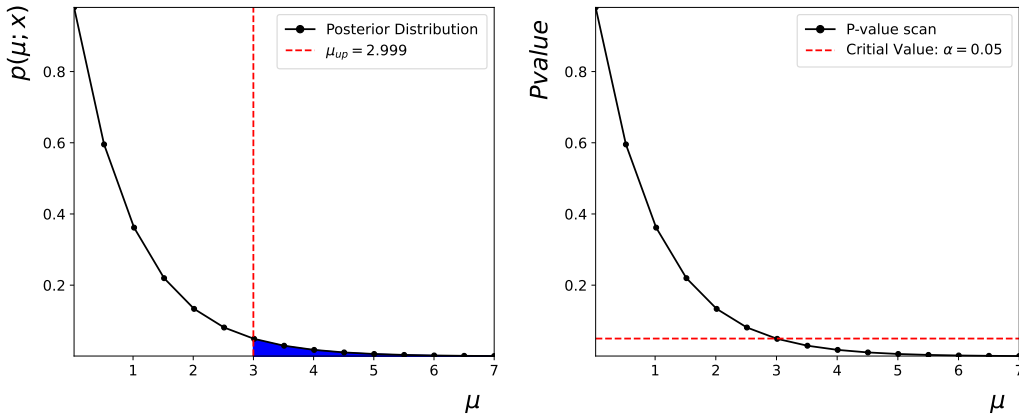 p(μ; x)
0.8
0.6
0.4
0.2
1 2 3 4 5 6 7
μ
Posterior Distribution
μup = 2.999
Pvalue
0.8
0.6
0.4
0.2
1 2 3 4 5 6 7
μ
P-value scan
Critial Value: α = 0.05